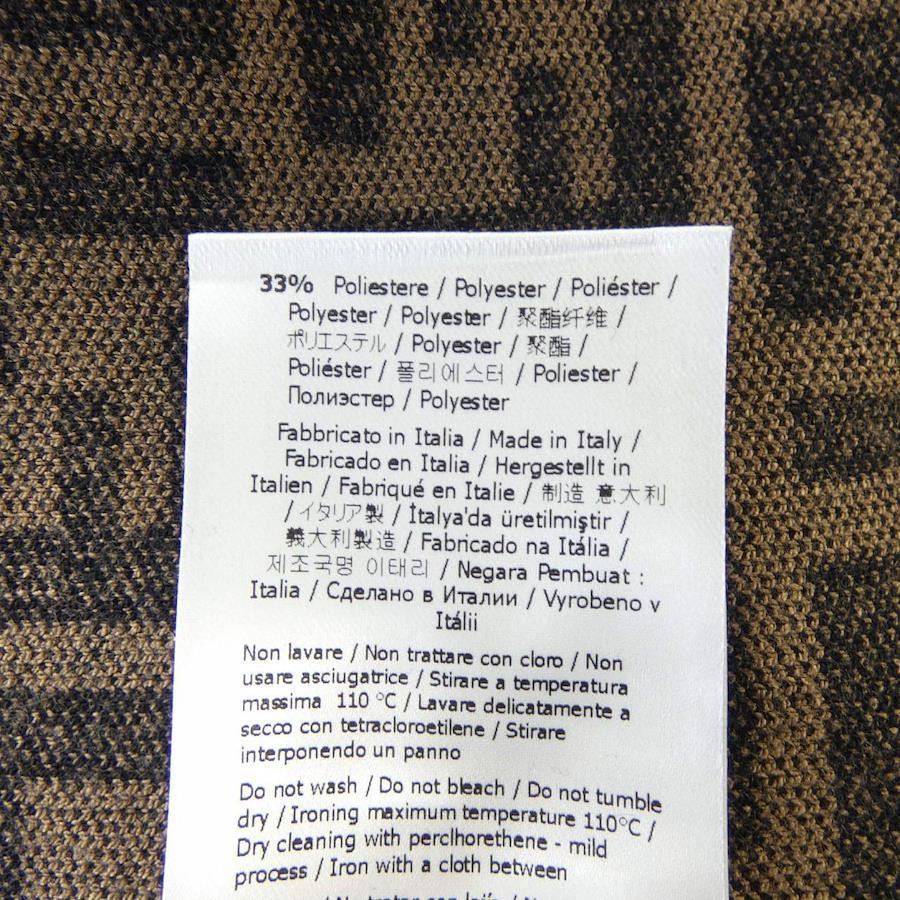 33% Poliestere / Polyester / Poliéster /
Polyester / Polyester / 聚酯纤维 /
ポリエステル / Polyester / 聚酯 /
Poliéster / 폴리에스터 / Poliester /
Полиэстер / Polyester
Fabbricato in Italia / Made in Italy /
Fabricado en Italia / Hergestellt in
Italien / Fabriqué en Italie / 制造 意大利
/ イタリア製 / İtalya'da üretilmiştir /
義大利製造 / Fabricado na Itália /
제조국명 이태리 / Negara Pembuat :
Italia / Сделано в Италии / Vyrobeno v
Itálii
Non lavare / Non trattare con cloro / Non
usare asciugatrice / Stirare a temperatura
massima 110 °C / Lavare delicatamente a
secco con tetracloroetilene / Stirare
interponendo un panno
Do not wash / Do not bleach / Do not tumble
dry / Ironing maximum temperature 110°C /
Dry cleaning with perclhorethene - mild
process / Iron with a cloth between